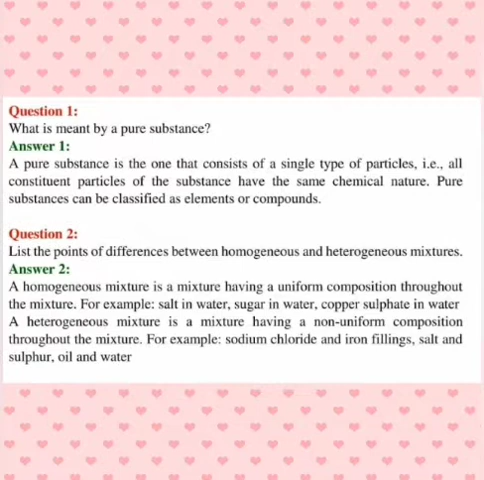 Question 1:
What is meant by a pure substance?
Answer 1:
A pure substance is the one that consists of a single type of particles, i.e., all
constituent particles of the substance have the same chemical nature. Pure
substances can be classified as elements or compounds.
Question 2:
List the points of differences between homogeneous and heterogeneous mixtures.
Answer 2:
A homogeneous mixture is a mixture having a uniform composition throughout
the mixture. For example: salt in water, sugar in water, copper sulphate in water
A heterogeneous mixture is a mixture having a non-uniform composition
throughout the mixture. For example: sodium chloride and iron fillings, salt and
sulphur, oil and water